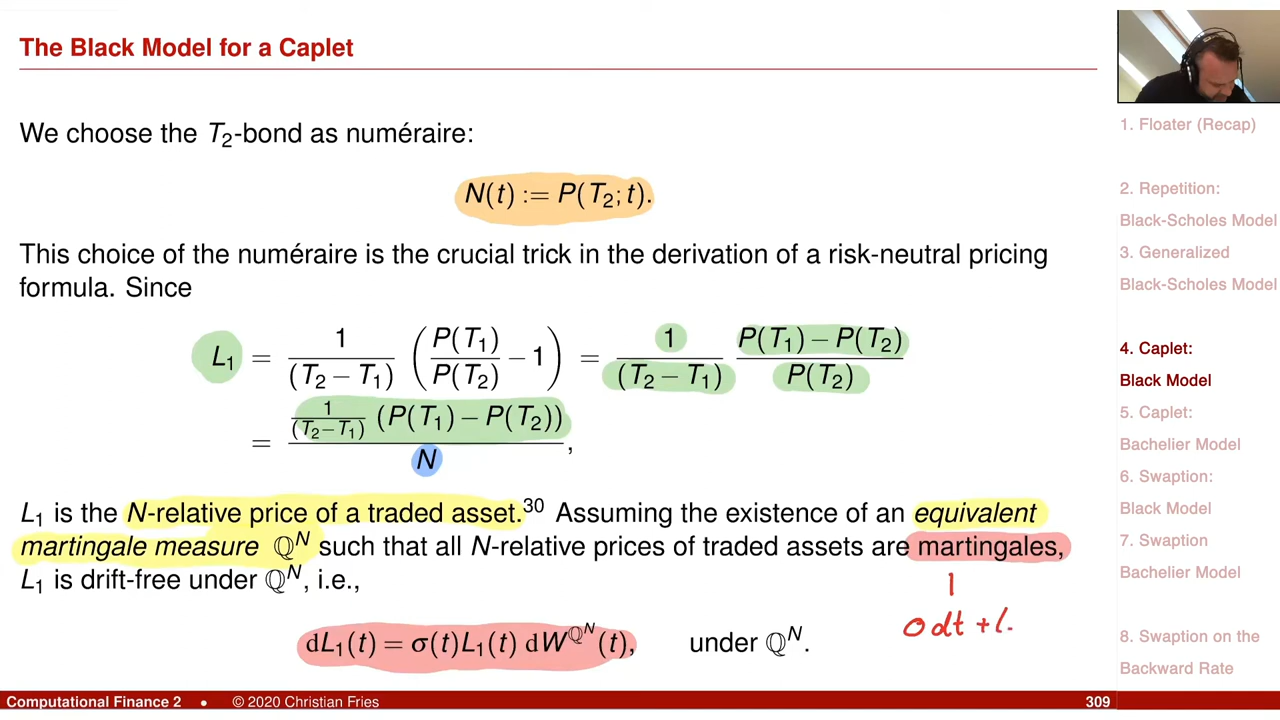 The Black Model for a Caplet
We choose the T₂-bond as numéraire:
N(t) := P(T₂; t).
This choice of the numéraire is the crucial trick in the derivation of a risk-neutral pricing
formula. Since
L₁ = 1/(T₂ − T₁) (P(T₁)/P(T₂) − 1) = 1/(T₂ − T₁) (P(T₁) − P(T₂))/P(T₂)
= (1/(T₂−T₁) (P(T₁) − P(T₂)))/N,
L₁ is the N-relative price of a traded asset.³⁰ Assuming the existence of an equivalent
martingale measure ℚᴺ such that all N-relative prices of traded assets are martingales,
L₁ is drift-free under ℚᴺ, i.e.,
0 dt +
dL₁(t) = σ(t)L₁(t) dW^ℚᴺ(t), under ℚᴺ.
1. Floater (Recap)
2. Repetition:
Black-Scholes Model
3. Generalized
Black-Scholes Model
4. Caplet:
Black Model
5. Caplet:
Bachelier Model
6. Swaption:
Black Model
7. Swaption
Bachelier Model
8. Swaption on the
Backward Rate
Computational Finance 2 • © 2020 Christian Fries 309